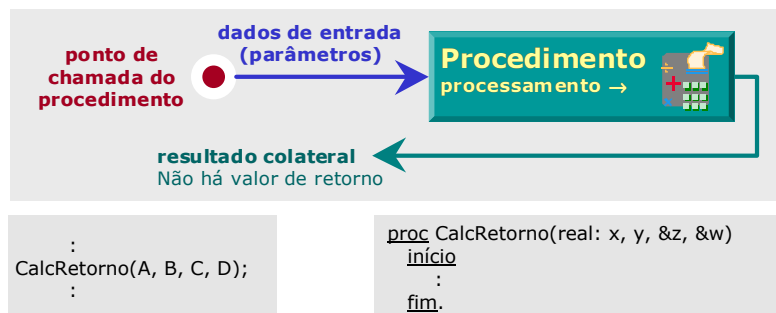 dados de entrada
(parâmetros)
ponto de
chamada do
procedimento
Procedimento
processamento →
resultado colateral
Não há valor de retorno
:
CalcRetorno(A, B, C, D);
:
proc CalcRetorno(real: x, y, &z, &w)
início
:
fim.